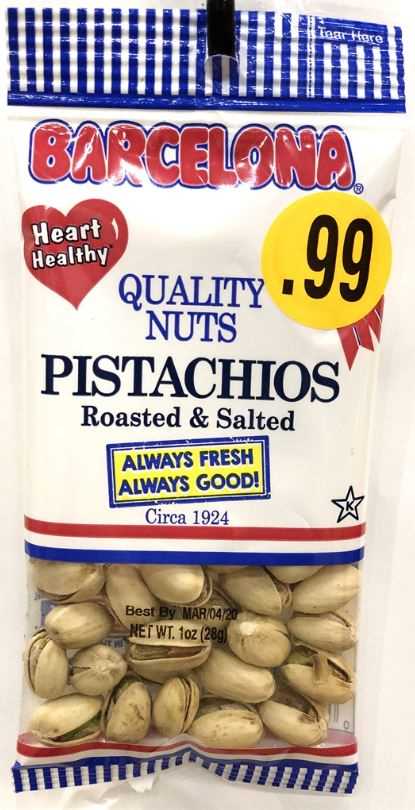 Tear Here
BARCELONA®
Heart
Healthy*
.99
QUALITY
NUTS
PISTACHIOS
Roasted & Salted
ALWAYS FRESH
ALWAYS GOOD!
Circa 1924
K
Best By MAR/04/20
NET WT. 1oz (28g)